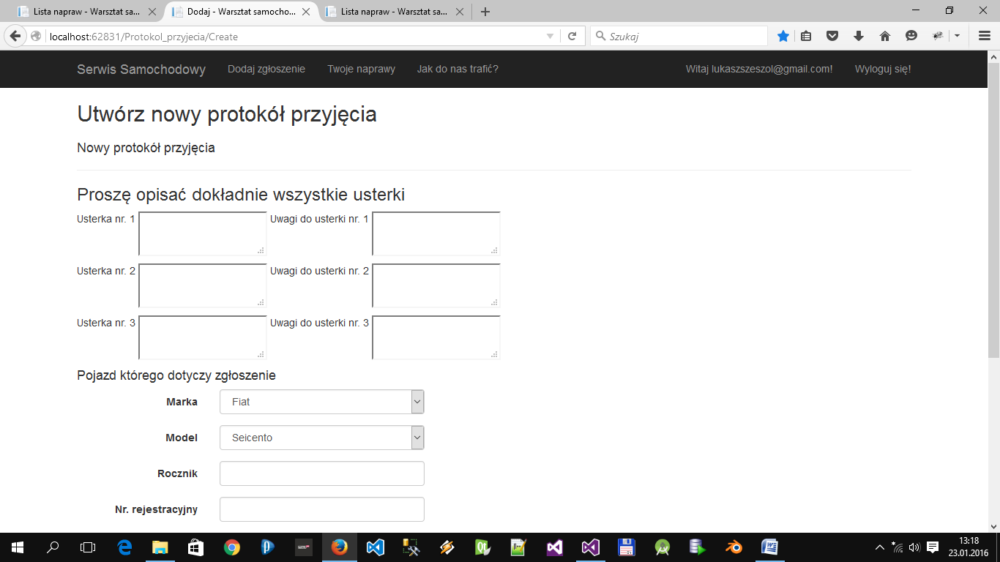 Lista napraw - Warsztat sa...
Dodaj - Warsztat samocho...
Lista napraw - Warsztat sa...
localhost:62831/Protokol_przyjecia/Create
Szukaj
Serwis Samochodowy Dodaj zgłoszenie Twoje naprawy Jak do nas trafić? Witaj lukaszszeszol@gmail.com! Wyloguj się!
Utwórz nowy protokół przyjęcia
Nowy protokół przyjęcia
Proszę opisać dokładnie wszystkie usterki
Usterka nr. 1 Uwagi do usterki nr. 1
Usterka nr. 2 Uwagi do usterki nr. 2
Usterka nr. 3 Uwagi do usterki nr. 3
Pojazd którego dotyczy zgłoszenie
Marka Fiat
Model Seicento
Rocznik
Nr. rejestracyjny
13:18
23.01.2016